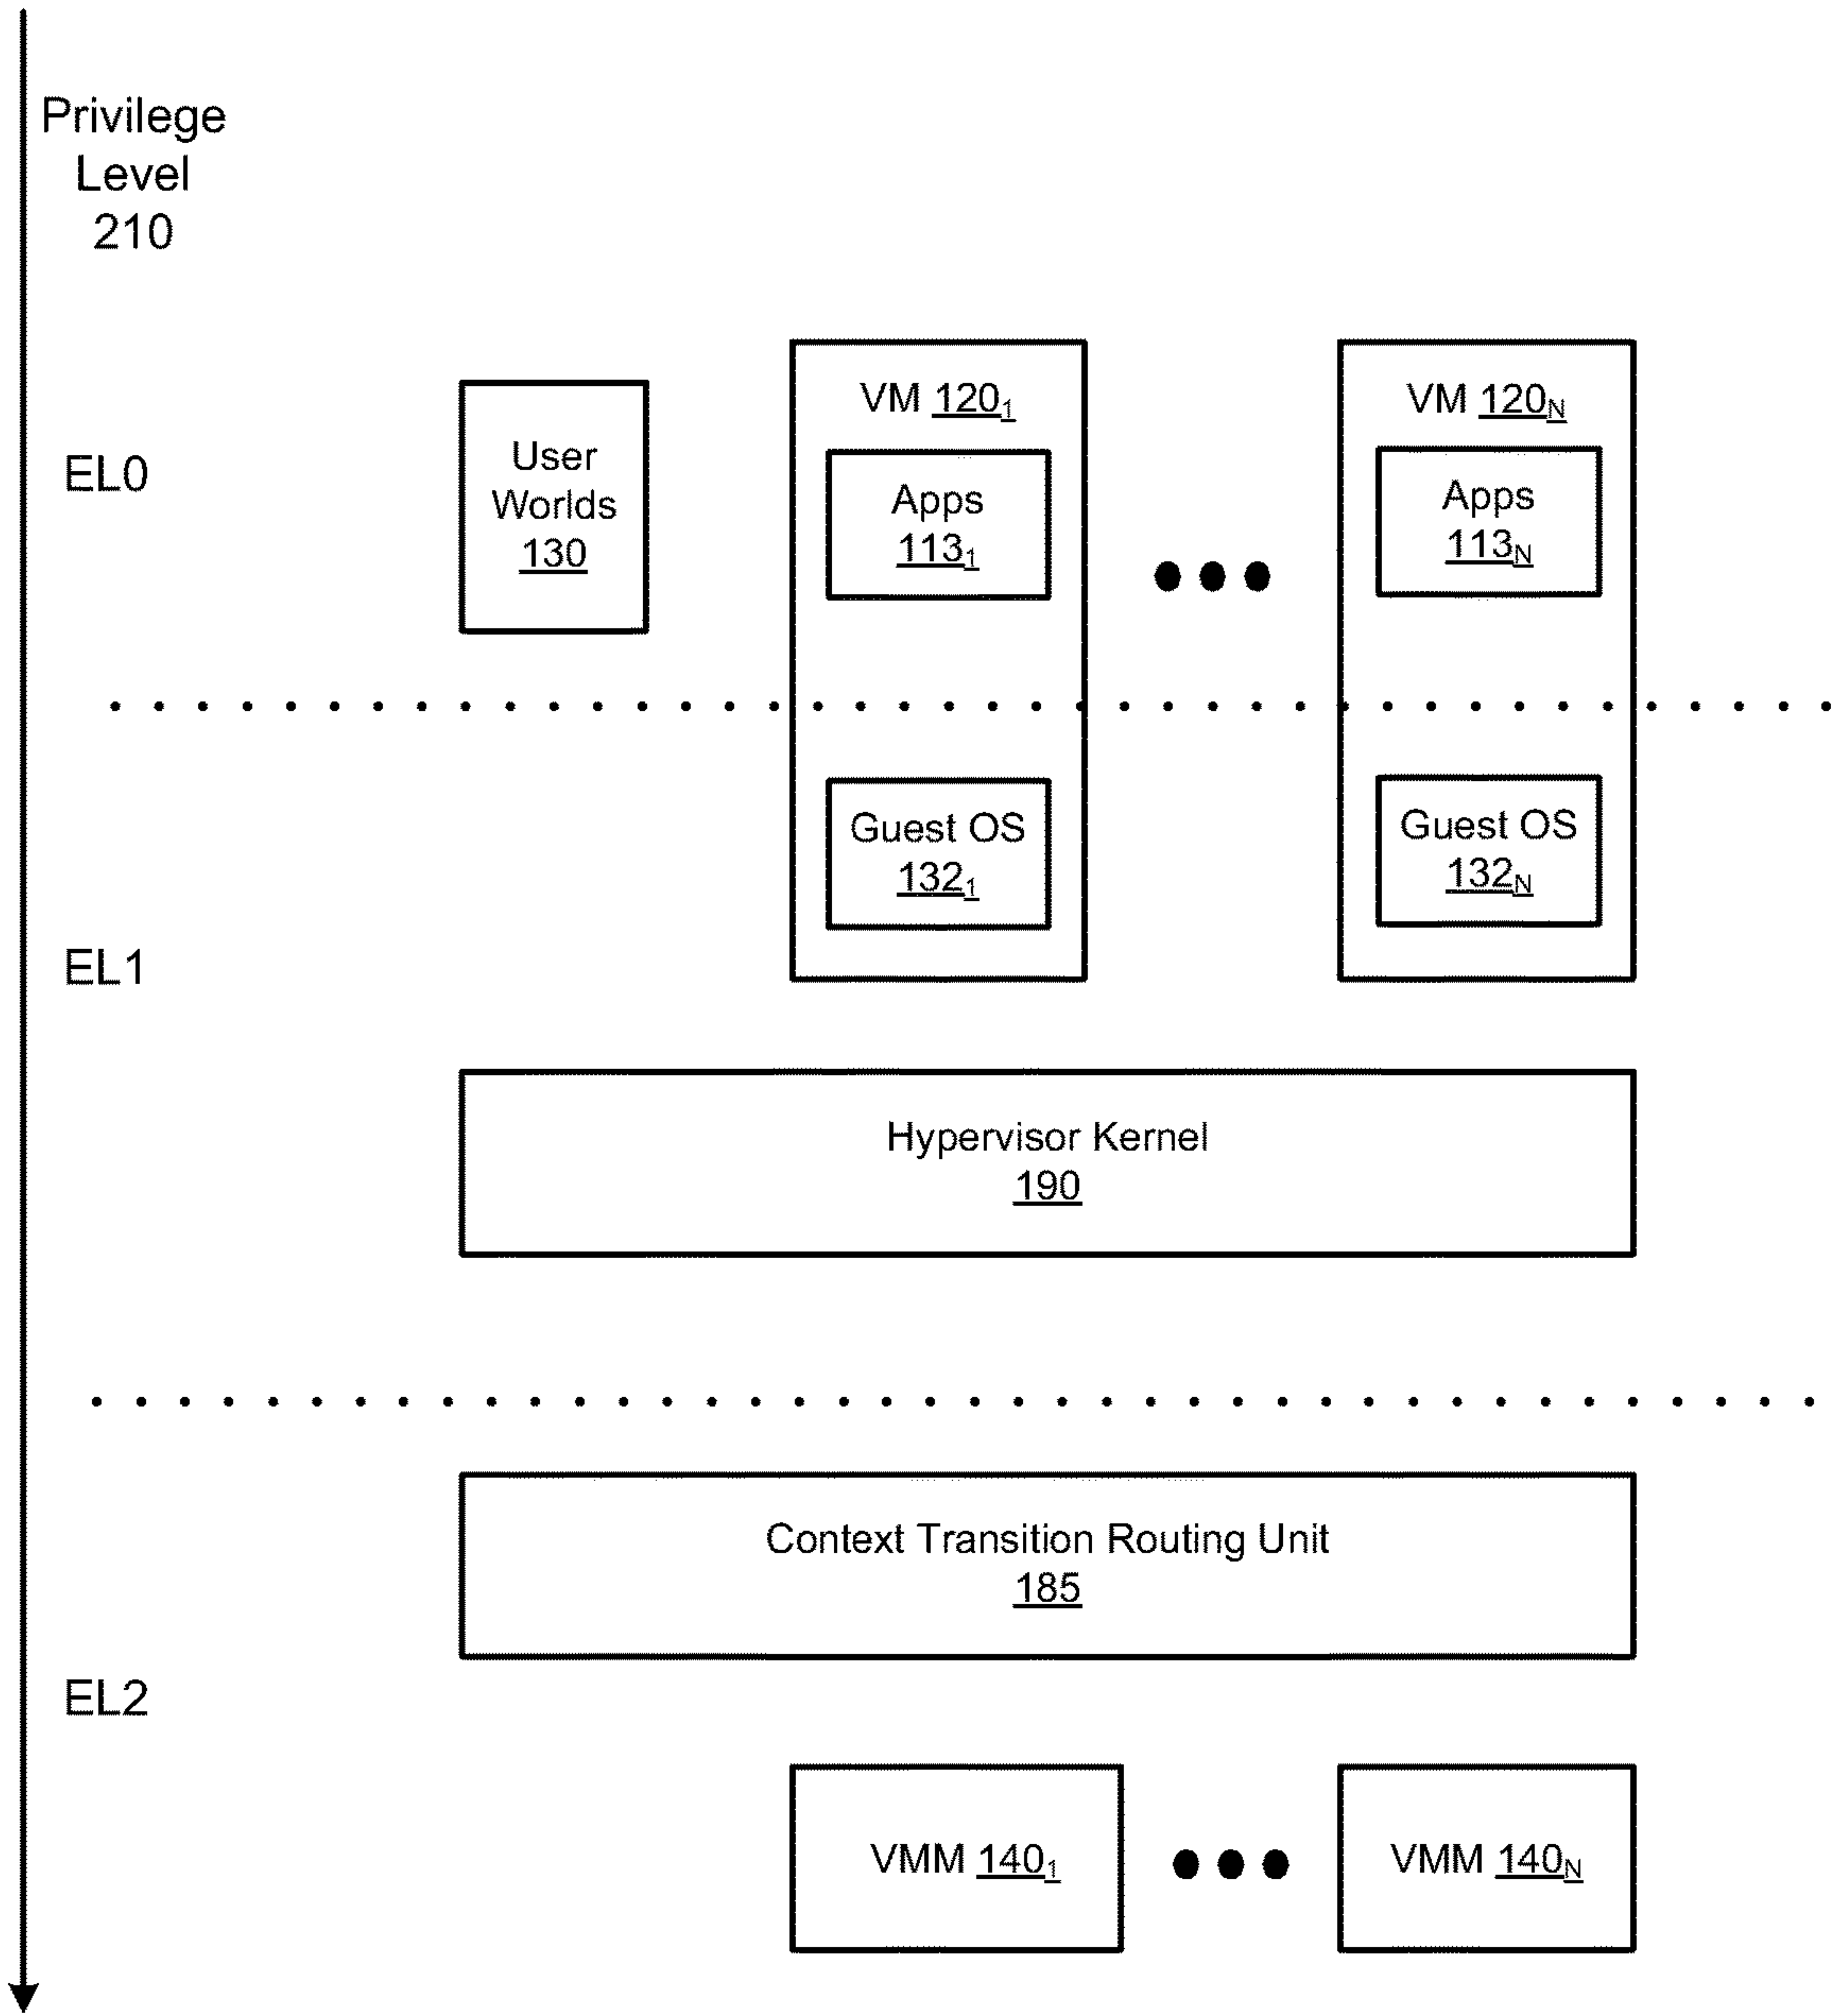 Privilege
Level
210
VM 120₁
VM 120N
EL0
User
Worlds
130
Apps
113₁
Apps
113N
Guest OS
132₁
Guest OS
132N
EL1
Hypervisor Kernel
190
Context Transition Routing Unit
185
EL2
VMM 140₁
VMM 140N